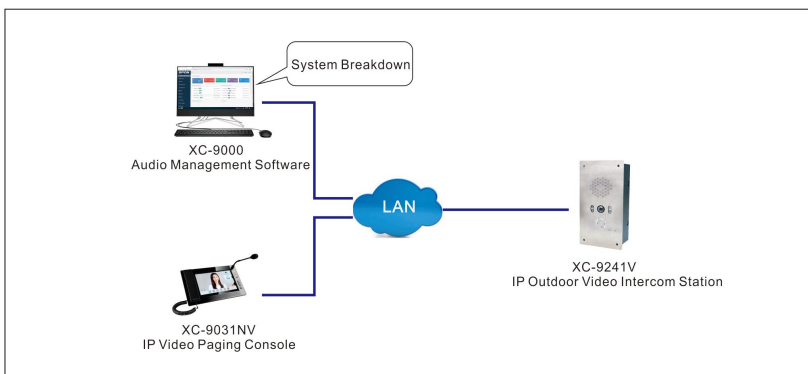 System Breakdown
XC-9000
Audio Management Software
LAN
XC-9241V
IP Outdoor Video Intercom Station
XC-9031NV
IP Video Paging Console